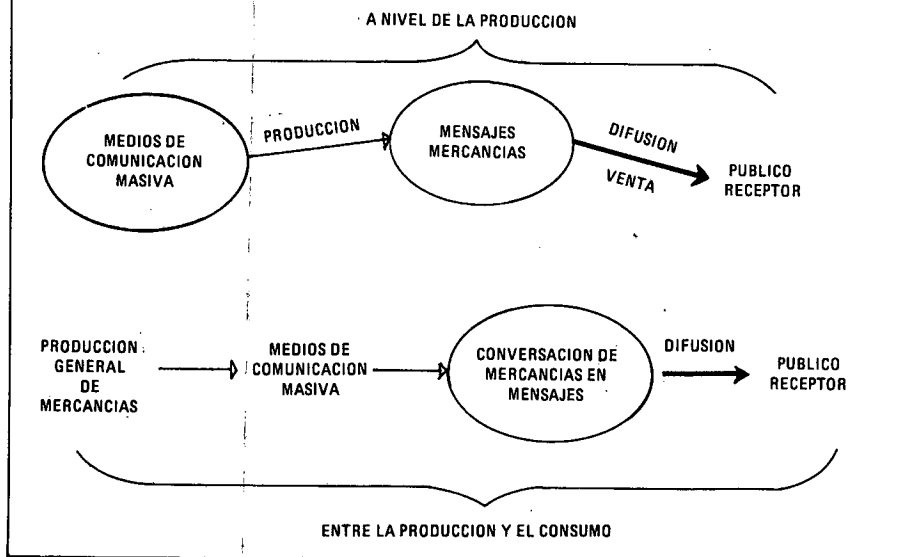 A NIVEL DE LA PRODUCCION
MEDIOS DE
COMUNICACION
MASIVA
PRODUCCION
MENSAJES
MERCANCIAS
DIFUSION
VENTA
PUBLICO
RECEPTOR
PRODUCCION
GENERAL
DE
MERCANCIAS
MEDIOS DE
COMUNICACION
MASIVA
CONVERSACION DE
MERCANCIAS EN
MENSAJES
DIFUSION
PUBLICO
RECEPTOR
ENTRE LA PRODUCCION Y EL CONSUMO